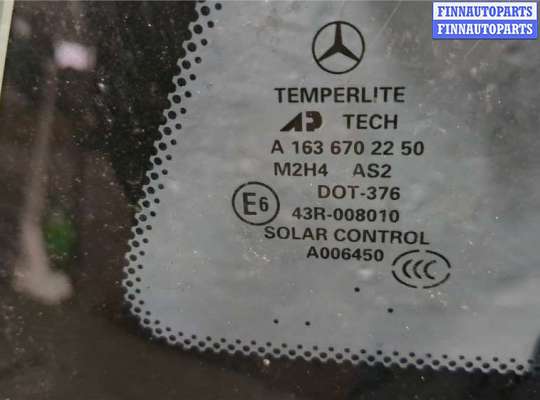 FINNAUTOPARTS
FINNAUTOPARTS
TEMPERLITE
AP TECH
A 163 670 22 50
M2H4 AS2
DOT-376
E6
43R-008010
SOLAR CONTROL
A006450
CCC